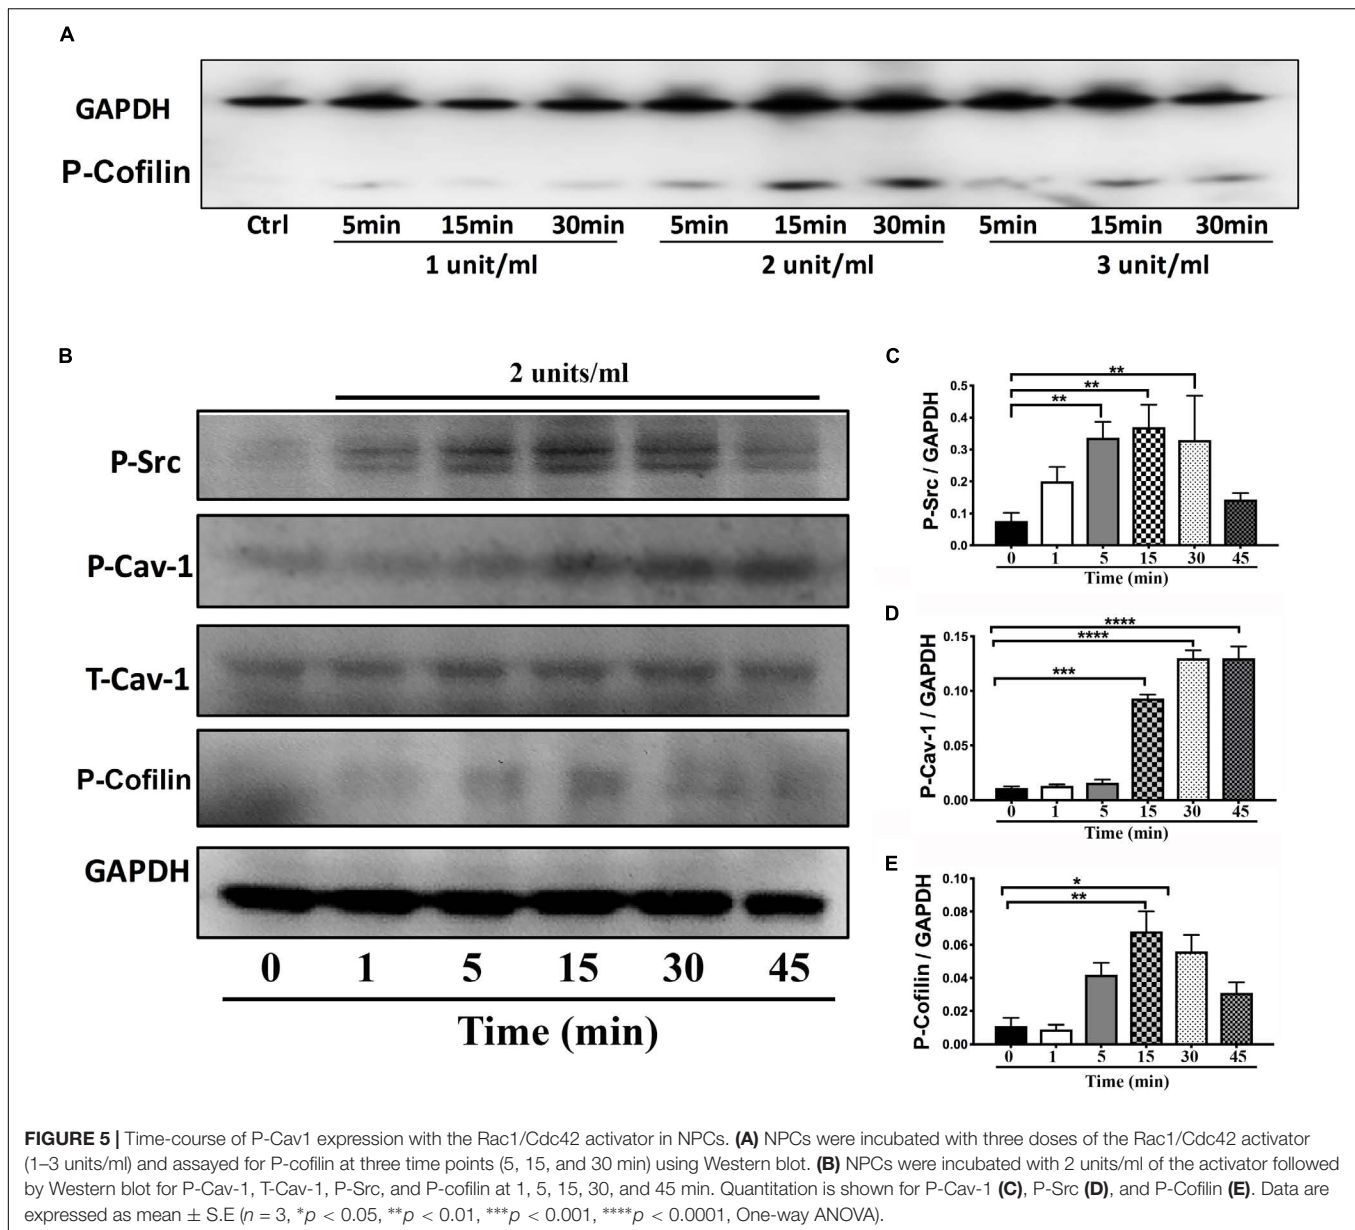 A
GAPDH
P-Cofilin
Ctrl 5min 15min 30min 5min 15min 30min 5min 15min 30min
1 unit/ml 2 unit/ml 3 unit/ml
B
2 units/ml
P-Src
P-Cav-1
T-Cav-1
P-Cofilin
GAPDH
0 1 5 15 30 45
Time (min)
C
P-Src / GAPDH
0.5
0.4
0.3
0.2
0.1
0.0
**
**
**
0 1 5 15 30 45
Time (min)
D
P-Cav-1 / GAPDH
0.15
0.10
0.05
0.00
****
****
***
0 1 5 15 30 45
Time (min)
E
P-Cofilin / GAPDH
0.10
0.08
0.06
0.04
0.02
0.00
*
**
0 1 5 15 30 45
Time (min)
FIGURE 5 | Time-course of P-Cav1 expression with the Rac1/Cdc42 activator in NPCs. (A) NPCs were incubated with three doses of the Rac1/Cdc42 activator
(1–3 units/ml) and assayed for P-cofilin at three time points (5, 15, and 30 min) using Western blot. (B) NPCs were incubated with 2 units/ml of the activator followed
by Western blot for P-Cav-1, T-Cav-1, P-Src, and P-cofilin at 1, 5, 15, 30, and 45 min. Quantitation is shown for P-Cav-1 (C), P-Src (D), and P-Cofilin (E). Data are
expressed as mean ± S.E (n = 3, *p < 0.05, **p < 0.01, ***p < 0.001, ****p < 0.0001, One-way ANOVA).